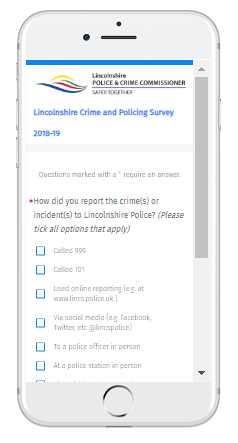 Lincolnshire
POLICE & CRIME COMMISSIONER
SAFER TOGETHER
Lincolnshire Crime and Policing Survey
2018-19
Questions marked with a * require an answer.
*How did you report the crime(s) or
incident(s) to Lincolnshire Police? (Please
tick all options that apply)
Called 999
Called 101
Used online reporting (e.g. at
www.lincs.police.uk )
Via social media (e.g. Facebook,
Twitter, etc @lincspolice)
To a police officer in person
At a police station in person